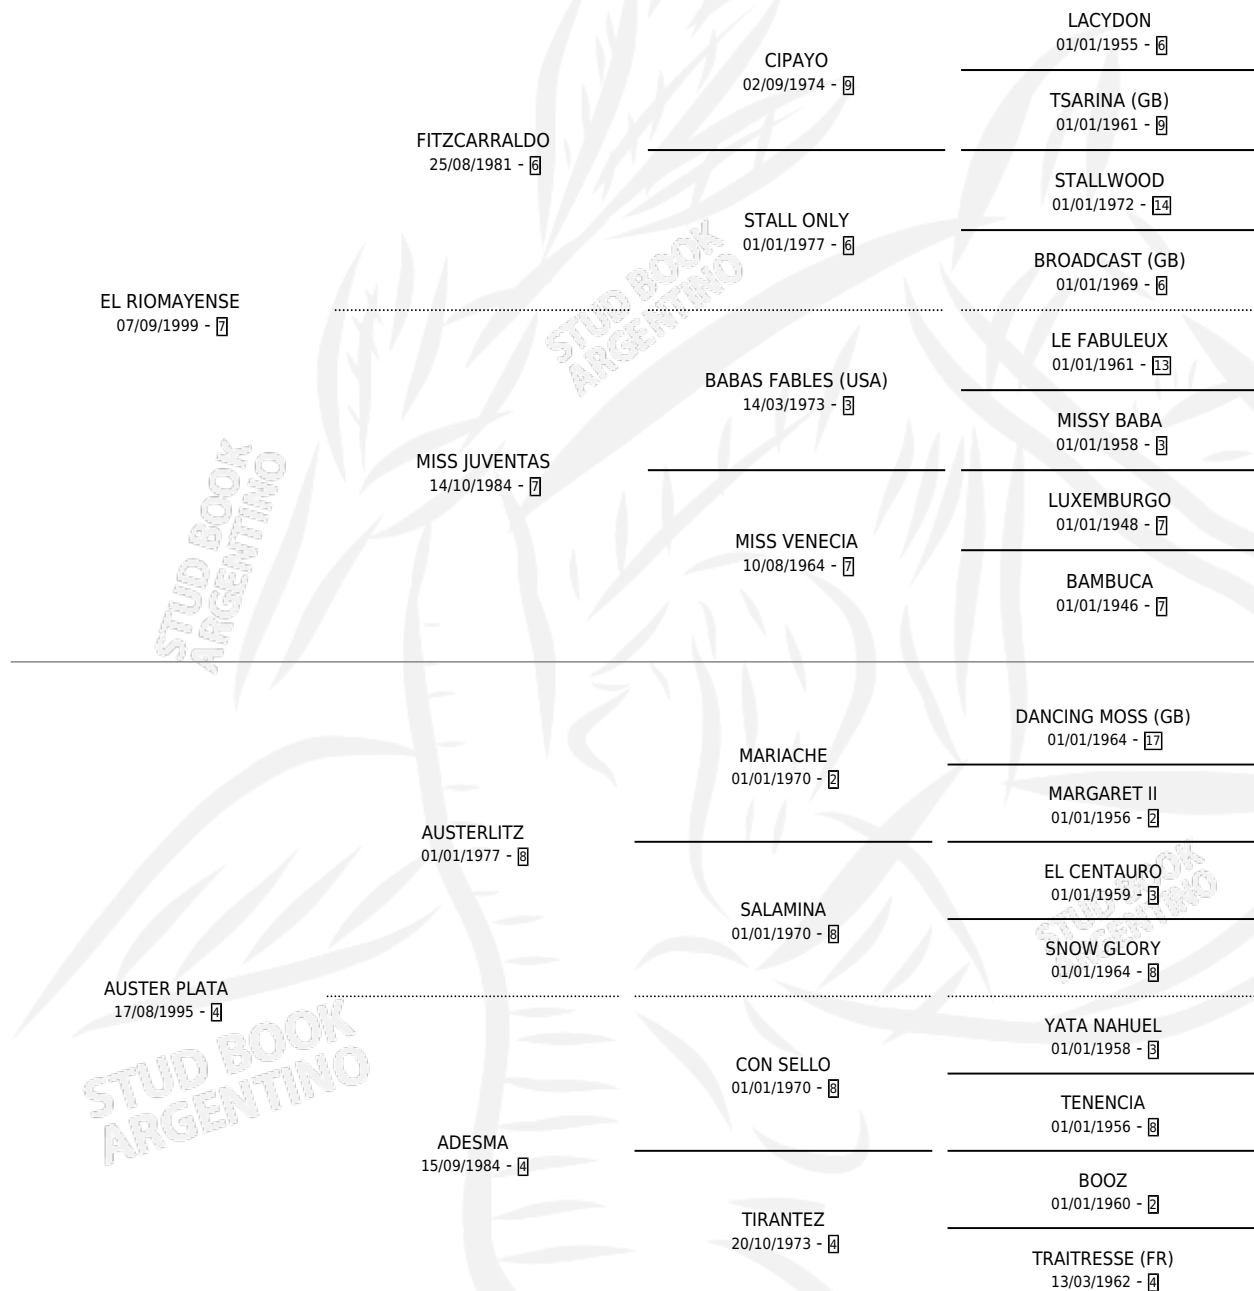 LACYDON
01/01/1955 - 6
CIPAYO
02/09/1974 - 9
TSARINA (GB)
01/01/1961 - 9
FITZCARRALDO
25/08/1981 - 6
STALLWOOD
01/01/1972 - 14
STALL ONLY
01/01/1977 - 6
BROADCAST (GB)
01/01/1969 - 6
EL RIOMAYENSE
07/09/1999 - 7
LE FABULEUX
01/01/1961 - 13
BABAS FABLES (USA)
14/03/1973 - 3
MISSY BABA
01/01/1958 - 3
MISS JUVENTAS
14/10/1984 - 7
LUXEMBURGO
01/01/1948 - 7
MISS VENECIA
10/08/1964 - 7
BAMBUCA
01/01/1946 - 7
DANCING MOSS (GB)
01/01/1964 - 17
MARIACHE
01/01/1970 - 2
MARGARET II
01/01/1956 - 2
AUSTERLITZ
01/01/1977 - 8
EL CENTAURO
01/01/1959 - 3
SALAMINA
01/01/1970 - 8
SNOW GLORY
01/01/1964 - 8
AUSTER PLATA
17/08/1995 - 4
YATA NAHUEL
01/01/1958 - 3
CON SELLO
01/01/1970 - 8
TENENCIA
01/01/1956 - 8
ADESMA
15/09/1984 - 4
BOOZ
01/01/1960 - 2
TIRANTEZ
20/10/1973 - 4
TRAITRESSE (FR)
13/03/1962 - 4
STUD BOOK
ARGENTINO
STUD BOOK
ARGENTINO
STUD BOOK
ARGENTINO
STUD BOOK
ARGENTINO